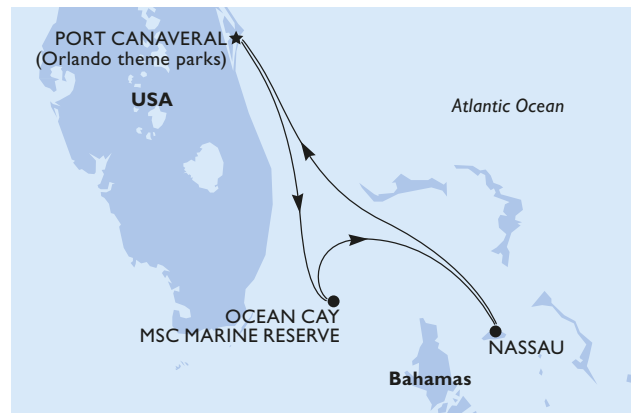 PORT CANAVERAL
(Orlando theme parks)
USA
Atlantic Ocean
OCEAN CAY
MSC MARINE RESERVE
NASSAU
Bahamas